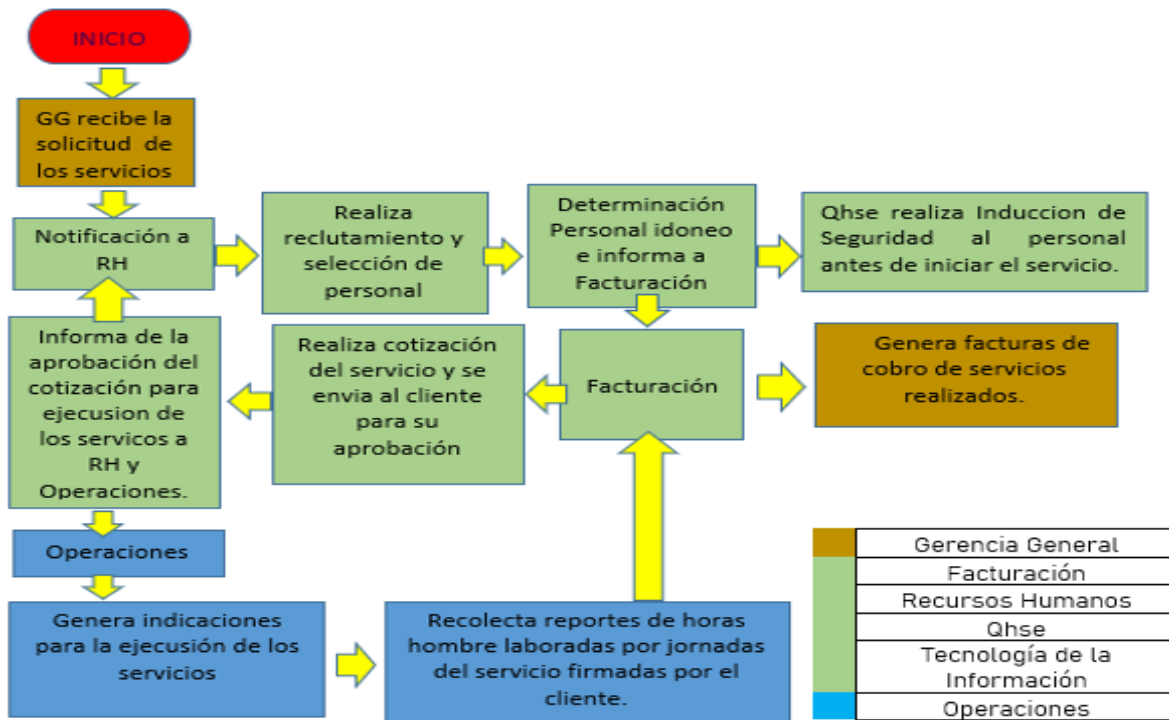 INICIO
GG recibe la
solicitud de
los servicios
Notificación a
RH
Realiza
reclutamiento y
selección de
personal
Determinación
Personal idoneo
e informa a
Facturación
Qhse realiza Induccion de
Seguridad al personal
antes de iniciar el servicio.
Informa de la
aprobación del
cotización para
ejecusion de
los servicos a
RH y
Operaciones.
Realiza cotización
del servicio y se
envia al cliente
para su
aprobación
Facturación
Genera facturas de
cobro de servicios
realizados.
Operaciones
Genera indicaciones
para la ejecución de los
servicios
Recolecta reportes de horas
hombre laboradas por jornadas
del servicio firmadas por el
cliente.
Gerencia General
Facturación
Recursos Humanos
Qhse
Tecnología de la
Información
Operaciones